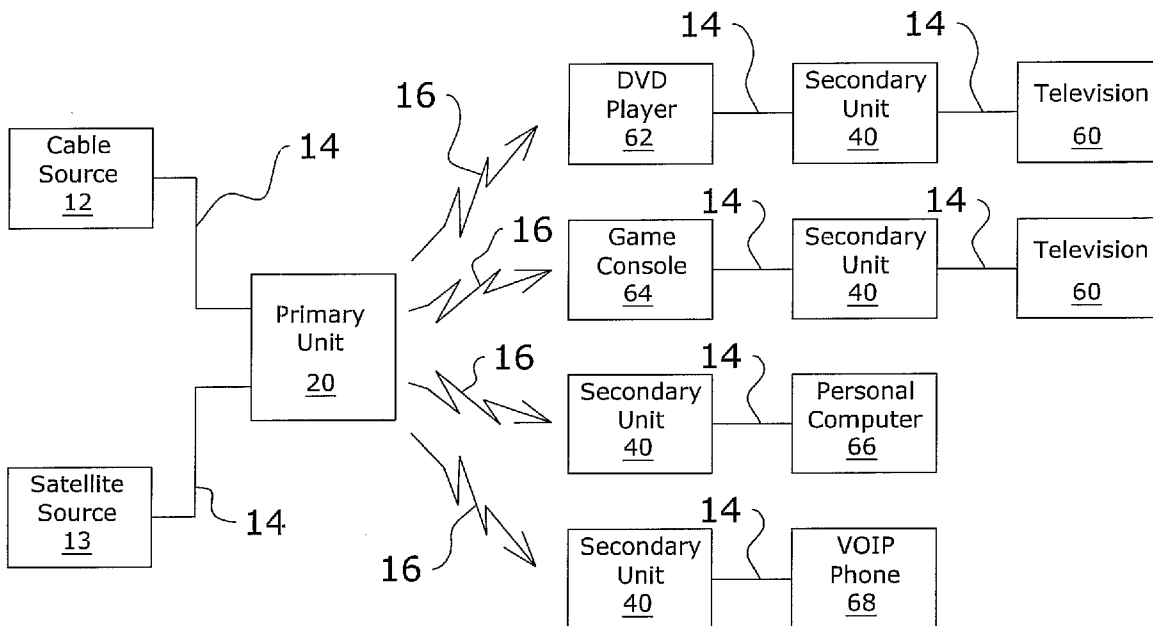 14
14
DVD
Player
62
Secondary
Unit
40
Television
60
16
Cable
Source
12
14
14
14
16
Game
Console
64
Secondary
Unit
40
Television
60
Primary
Unit
20
16
14
Secondary
Unit
40
Personal
Computer
66
Satellite
Source
13
14
16
14
Secondary
Unit
40
VOIP
Phone
68